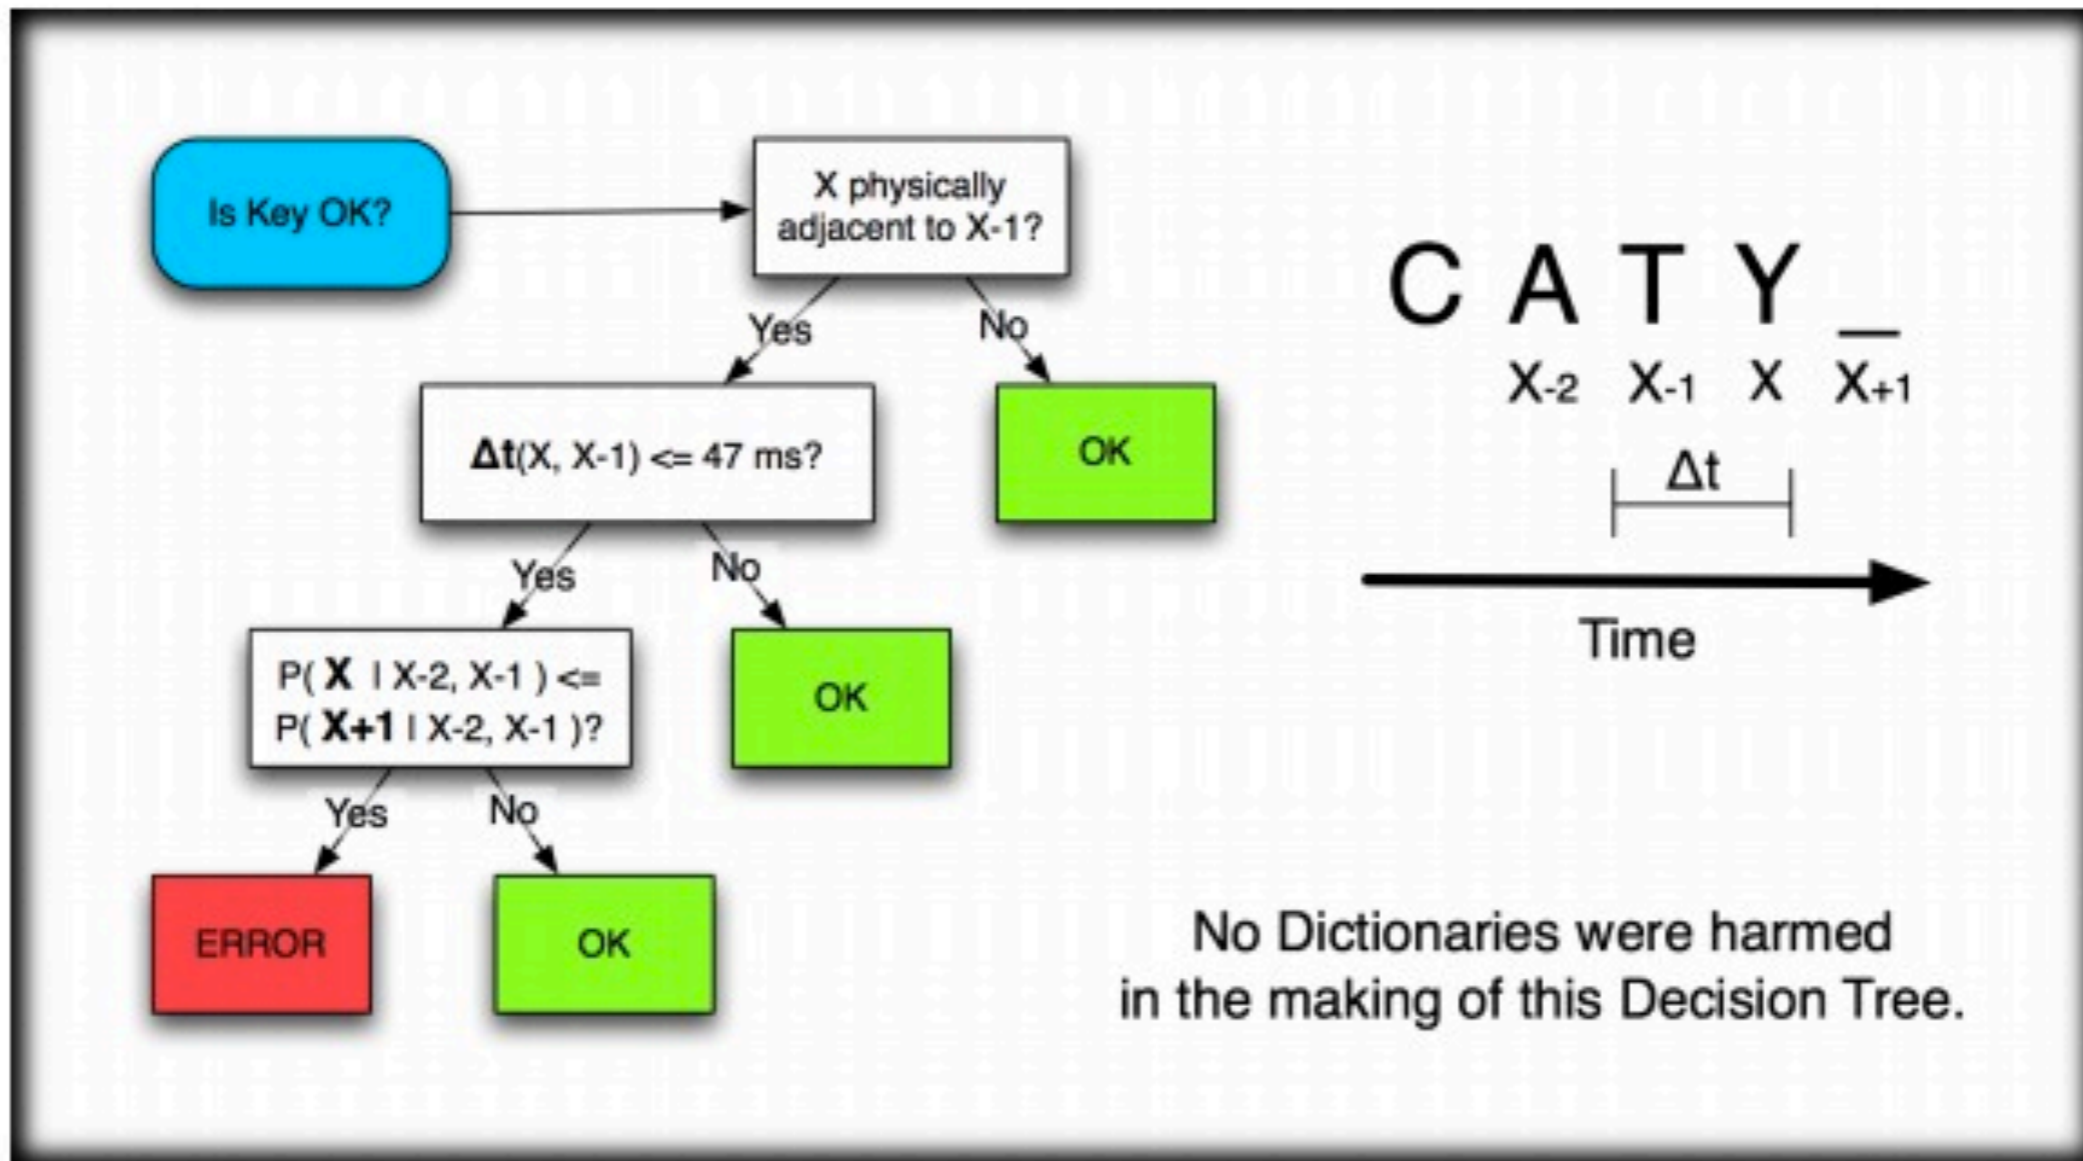 Is Key OK?
X physically
adjacent to X-1?
Yes
No
Δt(X, X-1) <= 47 ms?
OK
Yes
No
P( X | X-2, X-1 ) <=
P( X+1 | X-2, X-1 )?
OK
Yes
No
ERROR
OK
C A T Y _
X-2 X-1 X X+1
Δt
Time
No Dictionaries were harmed
in the making of this Decision Tree.